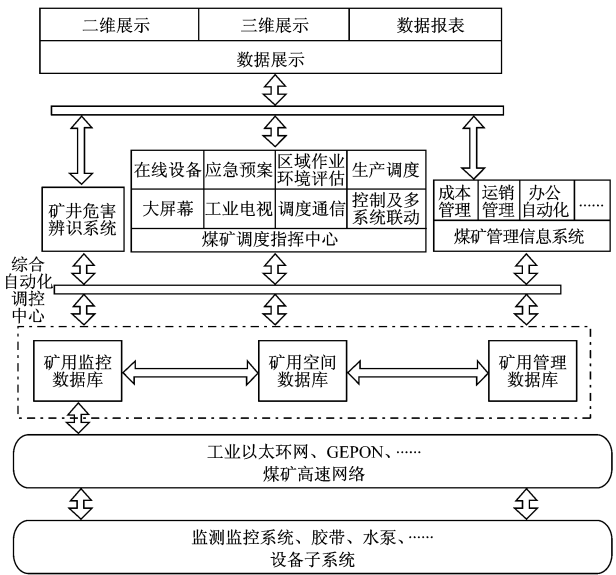 二维展示
三维展示
数据报表
数据展示
在线设备
应急预案
区域作业
环境评估
生产调度
大屏幕
工业电视
调度通信
控制及多
系统联动
煤矿调度指挥中心
矿井危害
辨识系统
成本
管理
运销
管理
办公
自动化
……
煤矿管理信息系统
综合
自动化
调控
中心
矿用监控
数据库
矿用空间
数据库
矿用管理
数据库
工业以太环网、GEPON、……
煤矿高速网络
监测监控系统、胶带、水泵、……
设备子系统